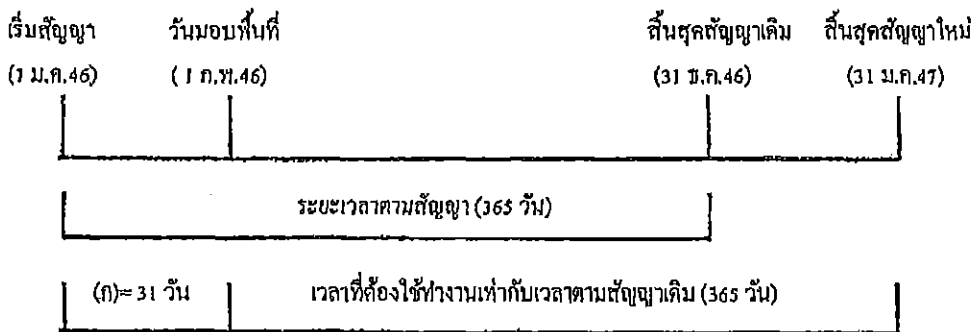 เริ่มสัญญา วันมอบพื้นที่ สิ้นสุดสัญญาเดิม สิ้นสุดสัญญาใหม่
(1 ม.ค.46) (1 ก.พ.46) (31 ธ.ค.46) (31 ม.ค.47)
ระยะเวลาตามสัญญา (365 วัน)
(ก)= 31 วัน เวลาที่ต้องใช้ทำงานเท่ากับเวลาตามสัญญาเดิม (365 วัน)